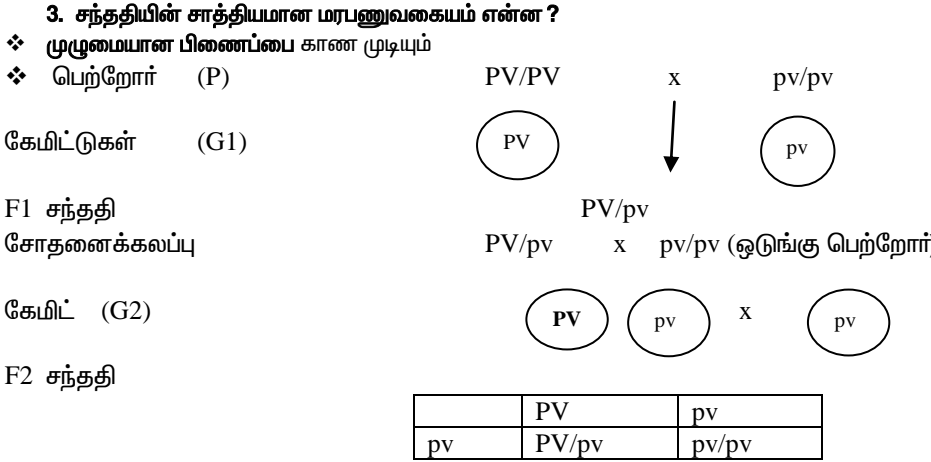 3. சந்ததியின் சாத்தியமான மரபணுவகையம் என்ன ?
❖ முழுமையான பிணைப்பை காண முடியும்
❖ பெற்றோர் (P) PV/PV x pv/pv
கேமிட்டுகள் (G1) PV pv
F1 சந்ததி PV/pv
சோதனைக்கலப்பு PV/pv x pv/pv (ஒடுங்கு பெற்றோர்)
கேமிட் (G2) PV pv x pv
F2 சந்ததி
PV pv
pv PV/pv pv/pv